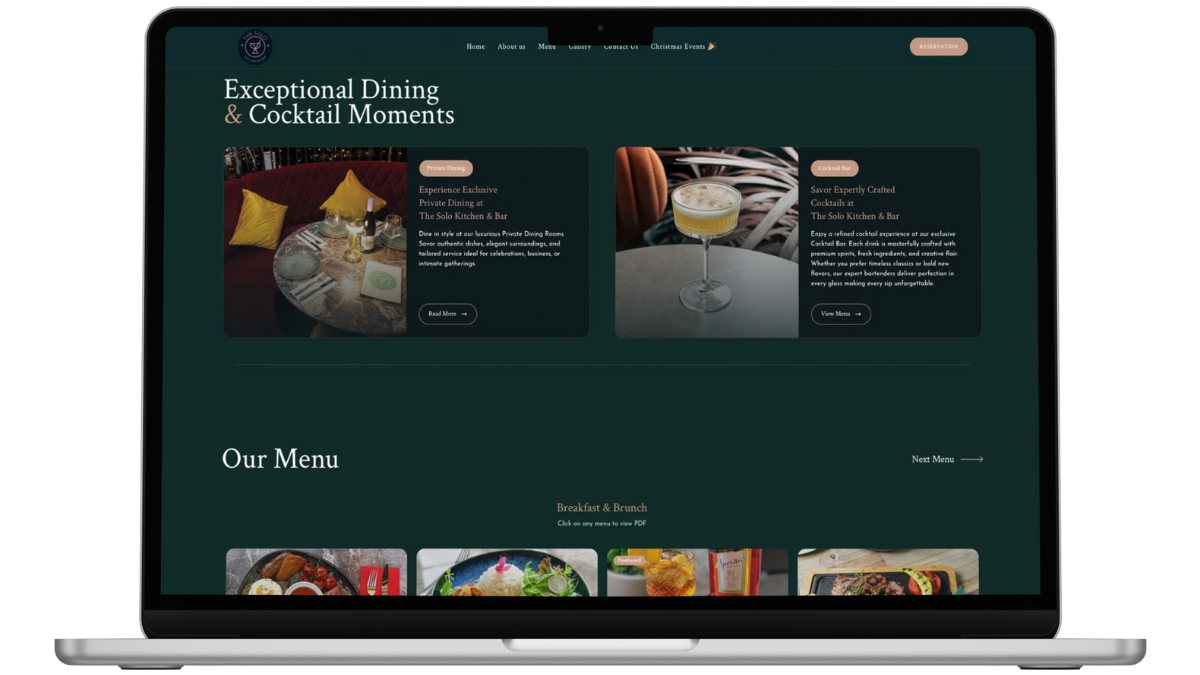 THE SOLO
Home
About us
Menu
Gallery
Contact Us
Christmas Events
RESERVATION
Exceptional Dining
& Cocktail Moments
Private Dining
Experience Exclusive
Private Dining at
The Solo Kitchen & Bar
Dine in style at our luxurious Private Dining Rooms.
Savor authentic dishes, elegant surroundings, and
tailored service ideal for celebrations, business, or
intimate gatherings.
Read More →
Cocktail Bar
Savor Expertly Crafted
Cocktails at
The Solo Kitchen & Bar
Enjoy a refined cocktail experience at our exclusive
Cocktail Bar. Each drink is masterfully crafted with
premium spirits, fresh ingredients, and creative flair.
Whether you prefer timeless classics or bold new
flavors, our expert bartenders deliver perfection in
every glass making every sip unforgettable.
View Menu →
Our Menu
Next Menu
Breakfast & Brunch
Click on any menu to view PDF
Featured